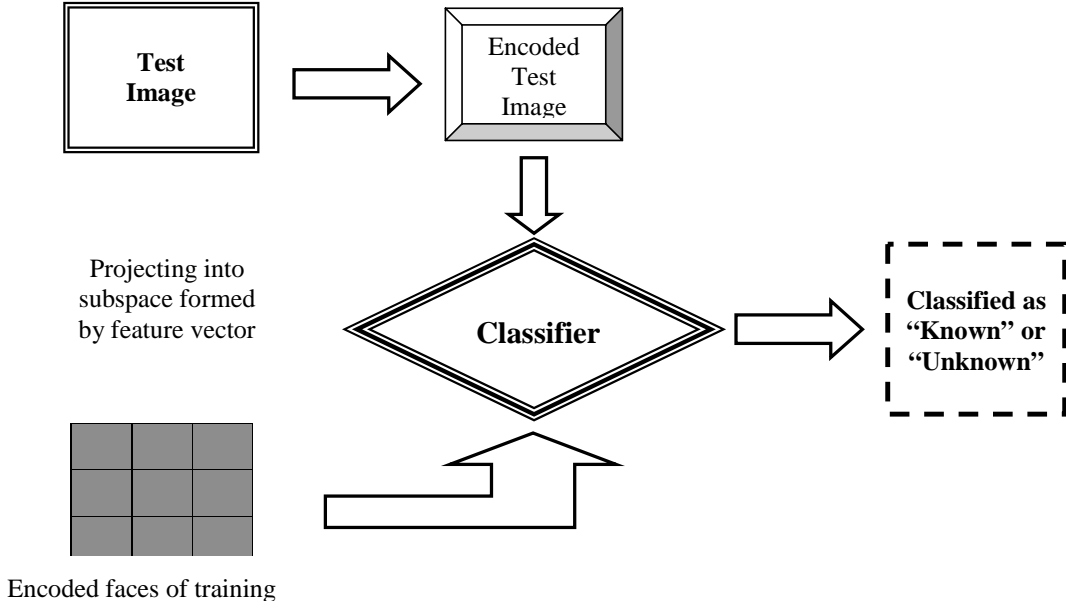 Test
Image
Encoded
Test
Image
Projecting into
subspace formed
by feature vector
Classifier
Classified as
“Known” or
“Unknown”
Encoded faces of training